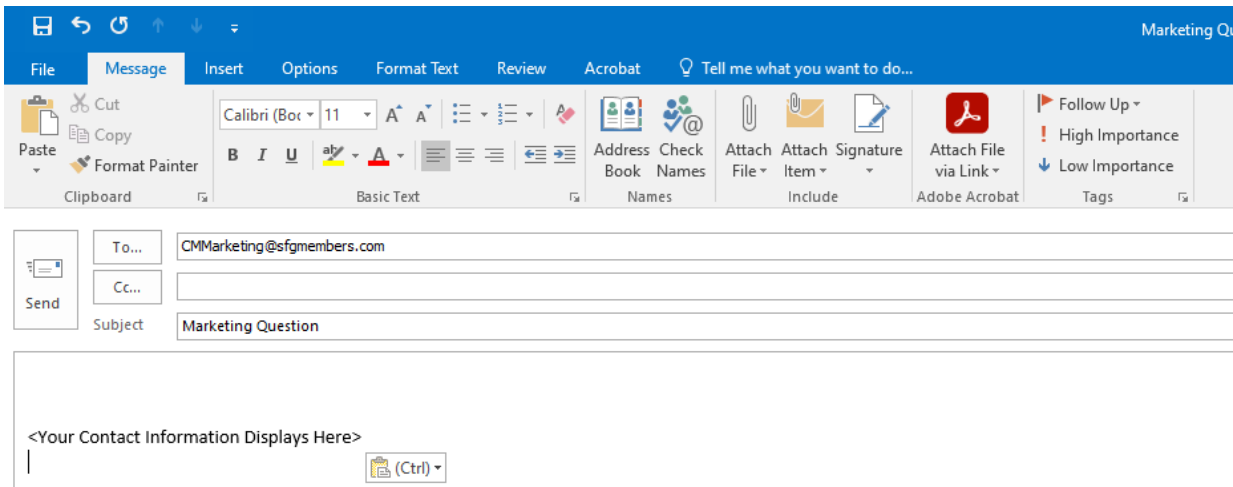 Marketing Qu
File Message Insert Options Format Text Review Acrobat Tell me what you want to do...
Cut
Copy
Paste
Format Painter
Clipboard
Calibri (Boc 11 A A
B I U aby A
Basic Text
Address Book
Check Names
Names
Attach File
Attach Item
Signature
Include
Attach File via Link
Adobe Acrobat
Follow Up
High Importance
Low Importance
Tags
Send
To... CMMarketing@sfgmembers.com
Cc...
Subject Marketing Question
<Your Contact Information Displays Here>
(Ctrl)